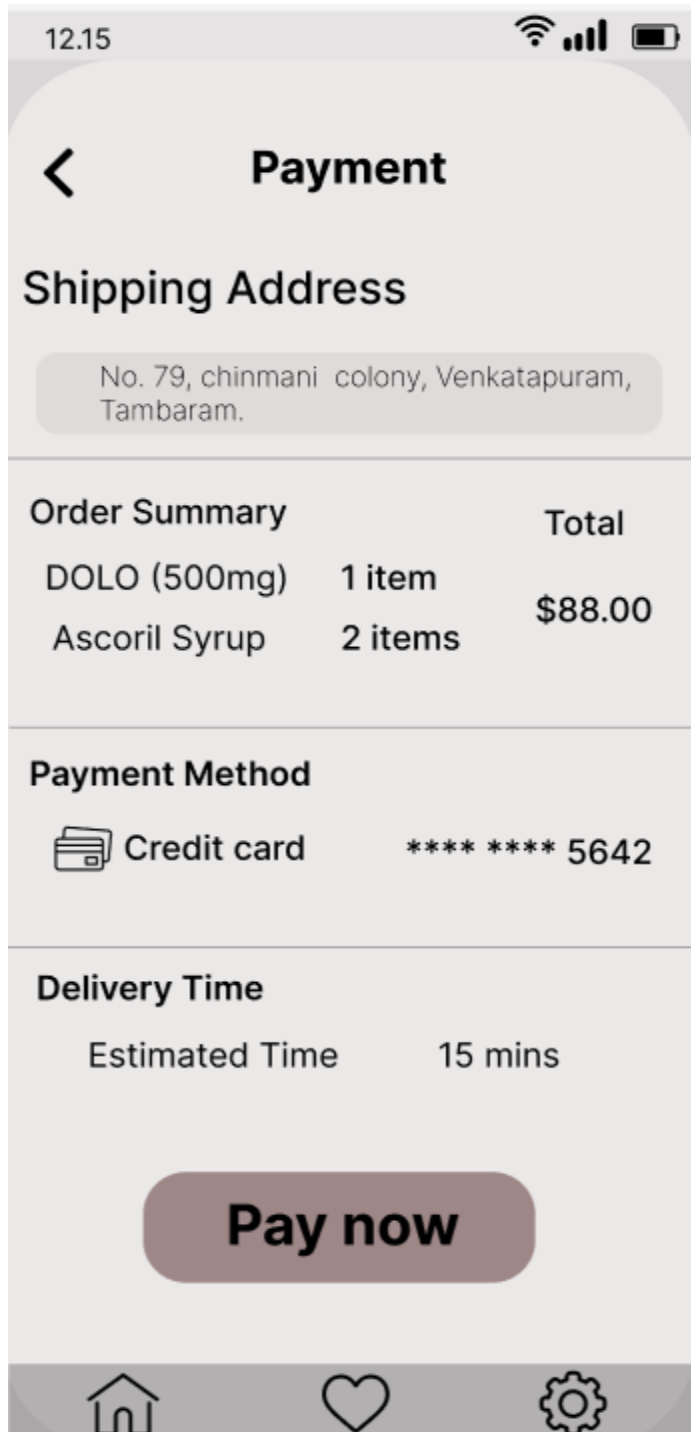 12.15
Payment
Shipping Address
No. 79, chinmani colony, Venkatapuram,
Tambaram.
Order Summary Total
DOLO (500mg) 1 item
$88.00
Ascoril Syrup 2 items
Payment Method
Credit card **** **** 5642
Delivery Time
Estimated Time 15 mins
Pay now